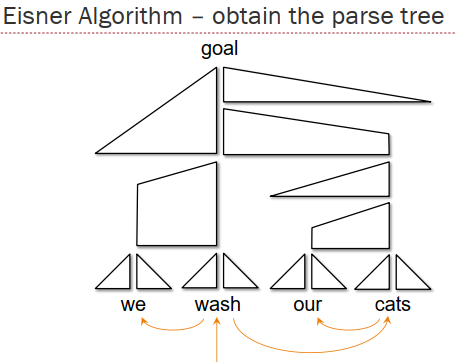 Eisner Algorithm – obtain the parse tree
goal
we wash our cats